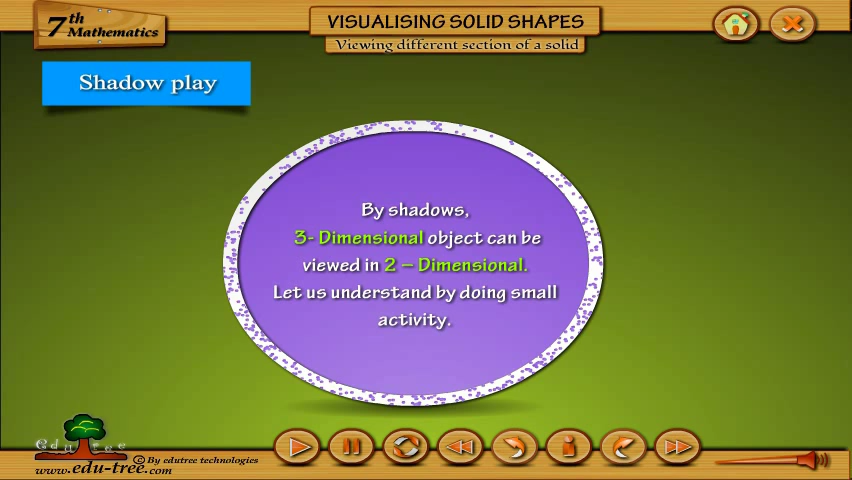 7th
Mathematics
VISUALISING SOLID SHAPES
Viewing different section of a solid
Shadow play
By shadows,
3- Dimensional object can be
viewed in 2 – Dimensional.
Let us understand by doing small
activity.
Edutree
© By edutree technologies
www.edu-tree.com